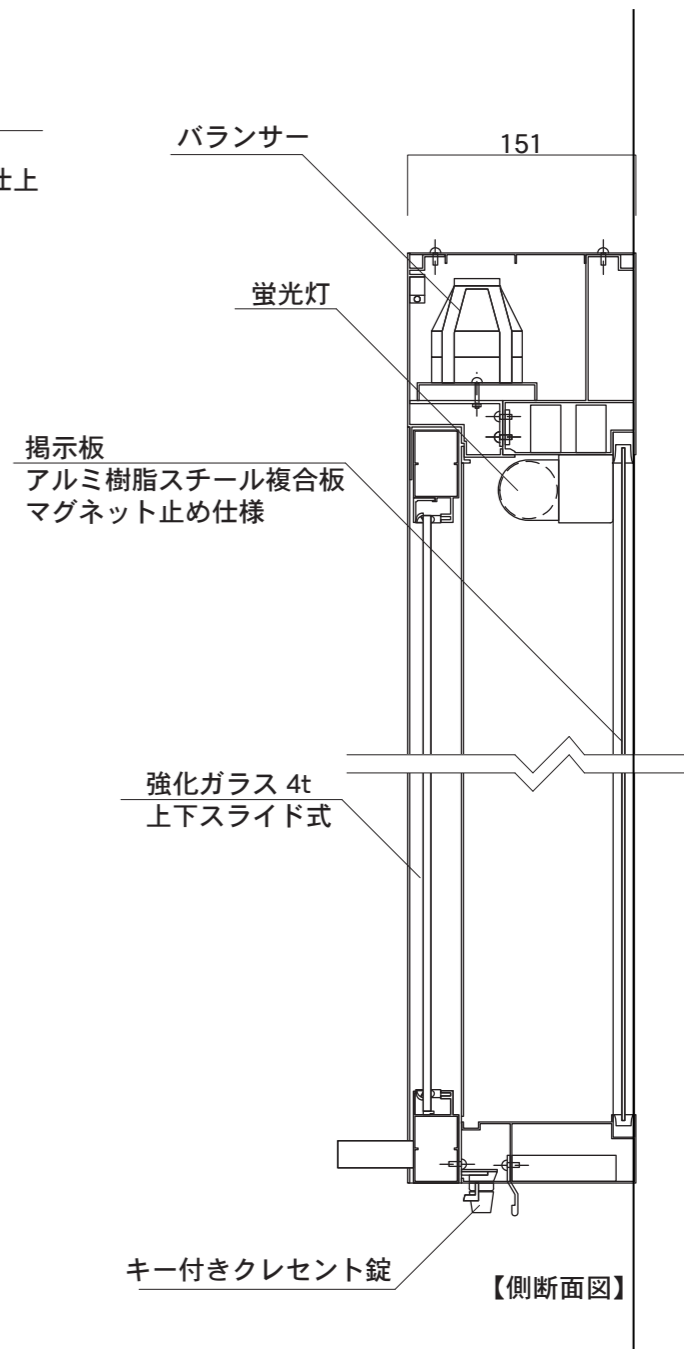 仕上
バランサー
151
蛍光灯
掲示板
アルミ樹脂スチール複合板
マグネット止め仕様
強化ガラス 4t
上下スライド式
キー付きクレセント錠
【側断面図】